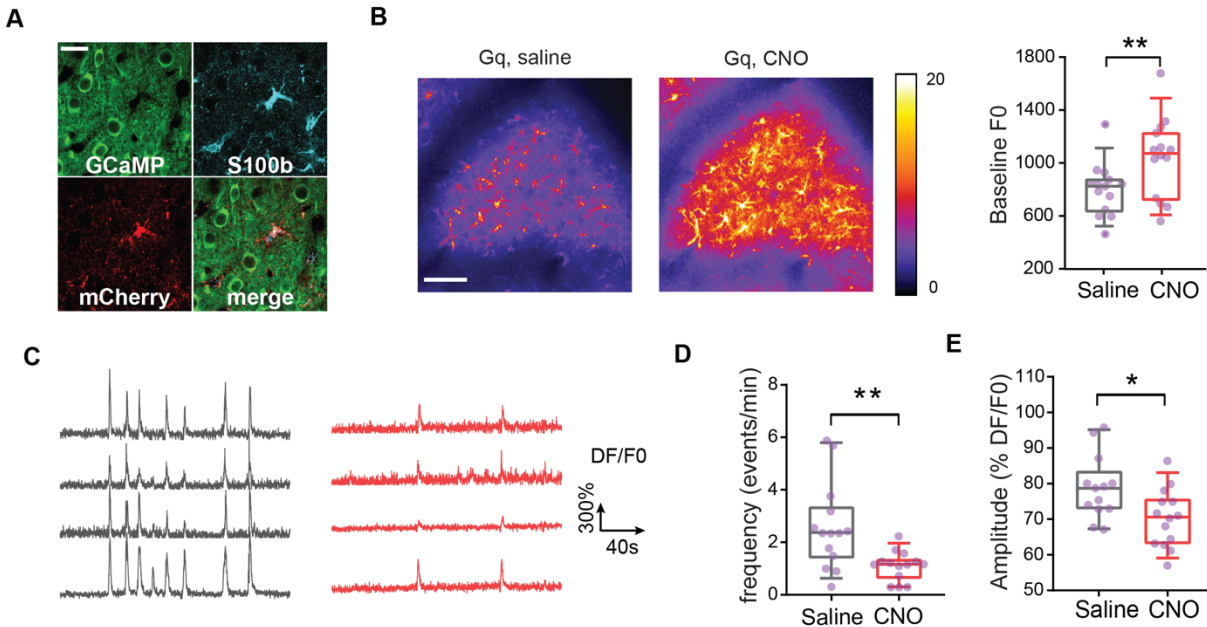 A
GCaMP
S100b
mCherry
merge
B
Gq, saline
Gq, CNO
20
0
**
Baseline F0
1800
1400
1000
600
200
Saline CNO
C
DF/F0
300%
40s
D
**
frequency (events/min)
8
6
4
2
0
Saline CNO
E
*
Amplitude (% DF/F0)
110
100
90
80
70
60
50
Saline CNO